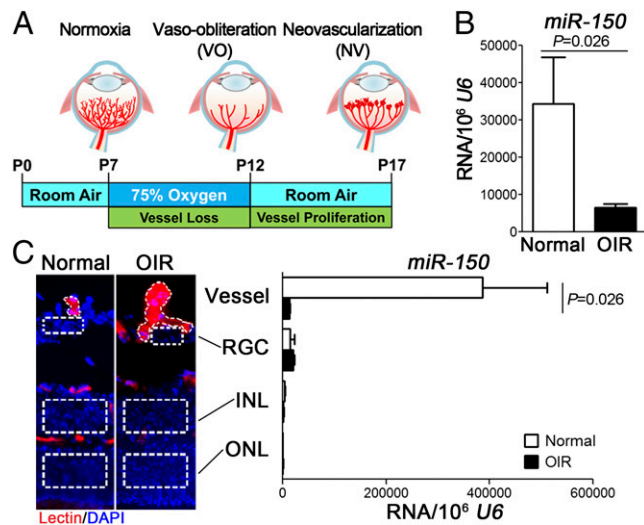 A
Normoxia
Vaso-obliteration
(VO)
Neovascularization
(NV)
P0
P7
P12
P17
Room Air
75% Oxygen
Room Air
Vessel Loss
Vessel Proliferation
B
miR-150
P=0.026
RNA/10⁶ U6
50000
40000
30000
20000
10000
0
Normal
OIR
C
Normal
OIR
Vessel
RGC
INL
ONL
Lectin/DAPI
miR-150
P=0.026
Normal
OIR
0
200000
400000
600000
RNA/10⁶ U6